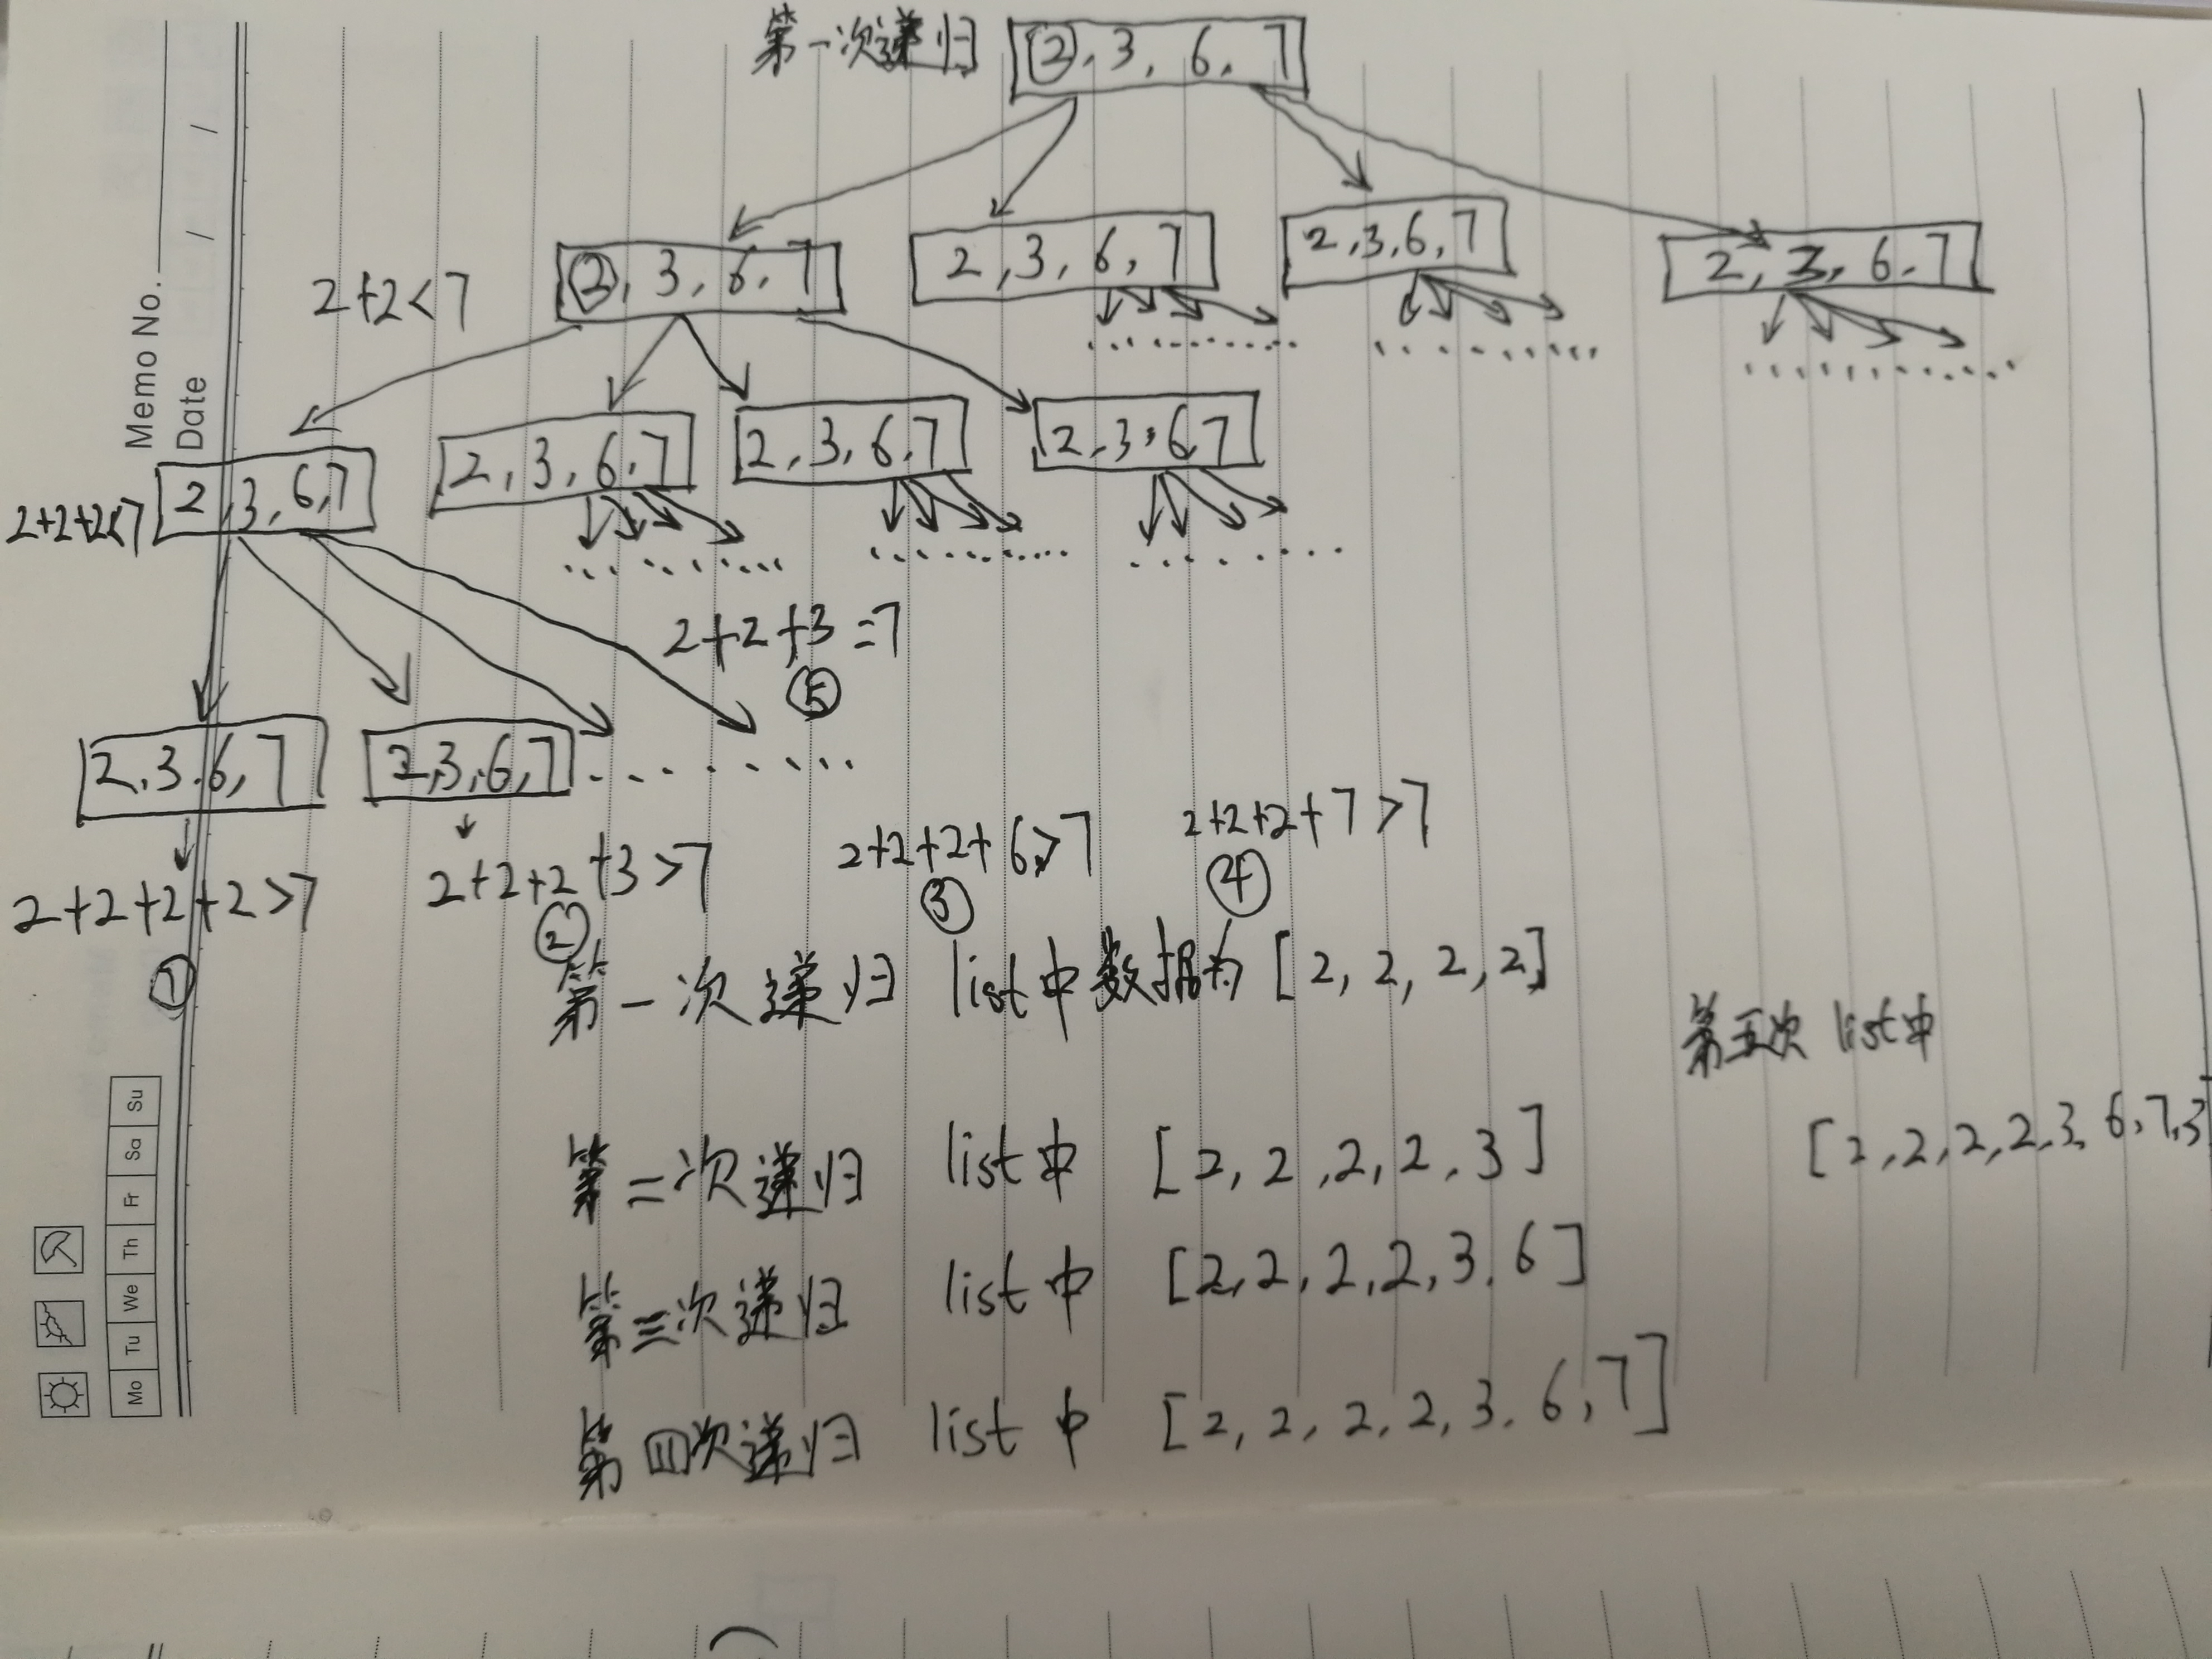 第一次递归 2, 3, 6, 7
2+2<7 2, 3, 6, 7 2, 3, 6, 7 2, 3, 6, 7 2, 3, 6, 7
2+2+2<7 2, 3, 6, 7 2, 3, 6, 7 2, 3, 6, 7 2, 3, 6, 7
2+2+3=7
⑤
2, 3, 6, 7 2, 3, 6, 7
2+2+2+2>7 2+2+2+3>7 2+2+2+6>7 2+2+2+7>7
① ② ③ ④
第一次递归 list中数据为 [2, 2, 2, 2]
第二次递归 list中 [2, 2, 2, 2, 3]
第三次递归 list中 [2, 2, 2, 2, 3, 6]
第四次递归 list中 [2, 2, 2, 2, 3, 6, 7]
第五次 list中
[2, 2, 2, 2, 3, 6, 7, 3
Memo No.
Date / /
Mo Tu We Th Fr Sa Su